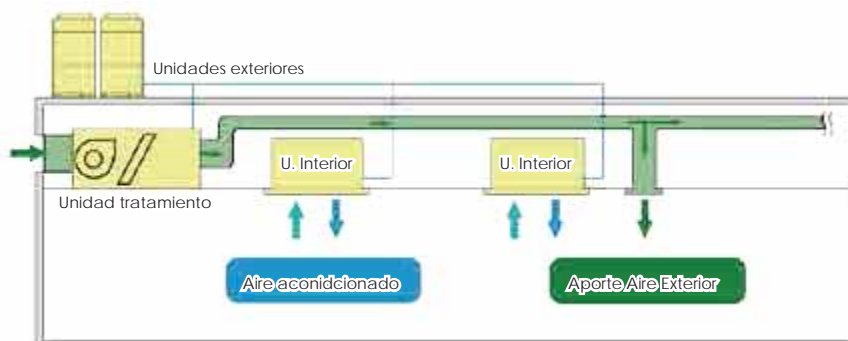 Unidades exteriores
U. Interior
U. Interior
Unidad tratamiento
Aire aconidcionado
Aporte Aire Exterior